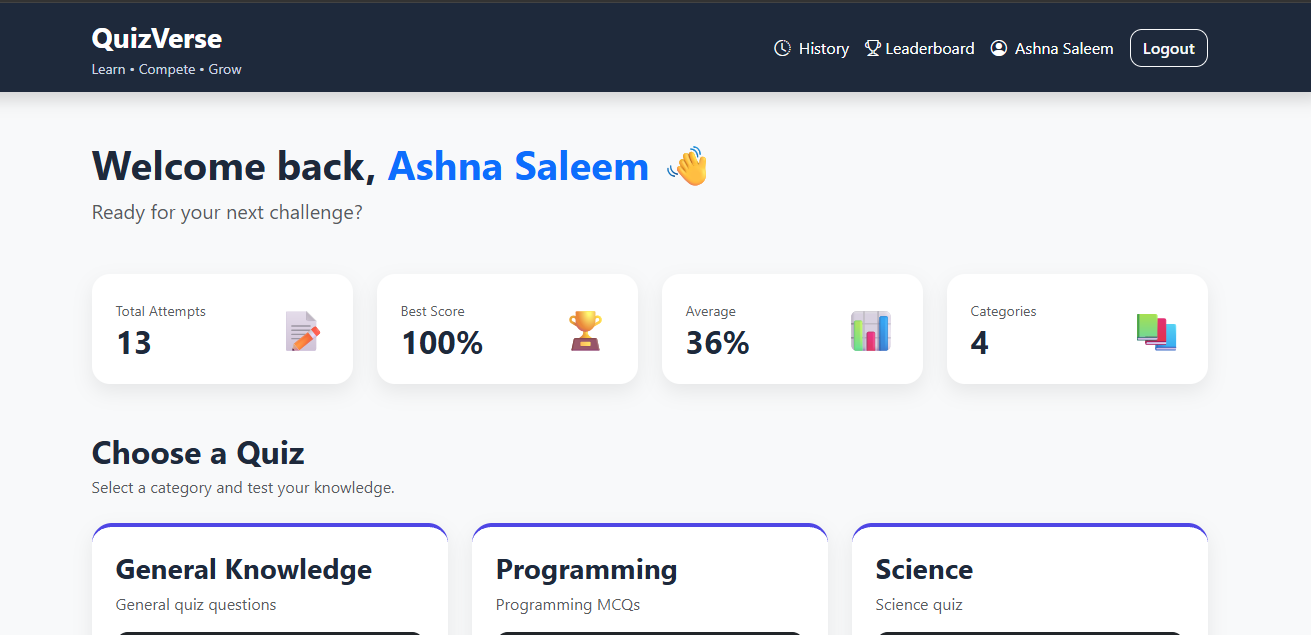 QuizVerse
Learn • Compete • Grow
History Leaderboard Ashna Saleem Logout
Welcome back, Ashna Saleem 👋
Ready for your next challenge?
Total Attempts
13
Best Score
100%
Average
36%
Categories
4
Choose a Quiz
Select a category and test your knowledge.
General Knowledge
General quiz questions
Programming
Programming MCQs
Science
Science quiz